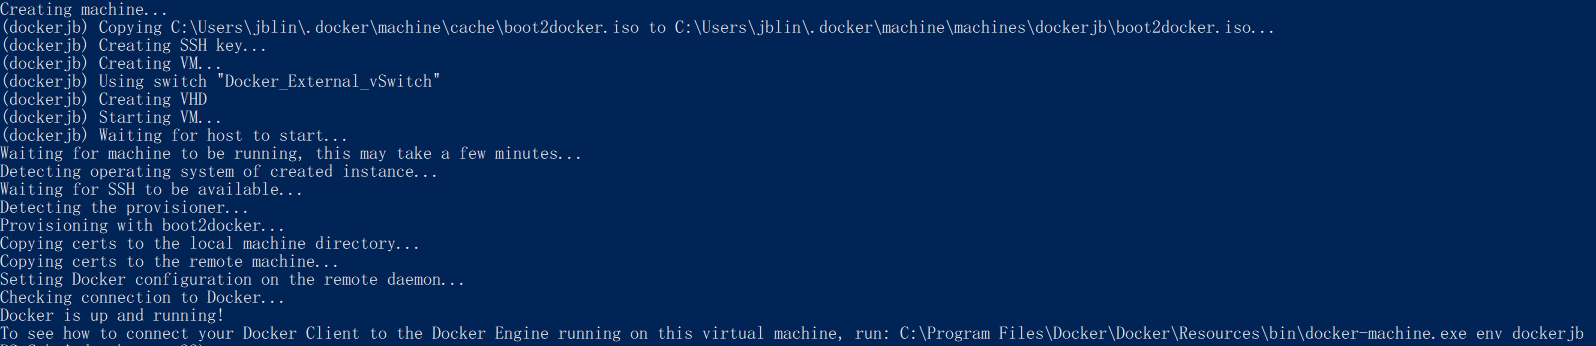 Creating machine...
(dockerjb) Copying C:\Users\jblin\.docker\machine\cache\boot2docker.iso to C:\Users\jblin\.docker\machine\machines\dockerjb\boot2docker.iso...
(dockerjb) Creating SSH key...
(dockerjb) Creating VM...
(dockerjb) Using switch "Docker_External_vSwitch"
(dockerjb) Creating VHD
(dockerjb) Starting VM...
(dockerjb) Waiting for host to start...
Waiting for machine to be running, this may take a few minutes...
Detecting operating system of created instance...
Waiting for SSH to be available...
Detecting the provisioner...
Provisioning with boot2docker...
Copying certs to the local machine directory...
Copying certs to the remote machine...
Setting Docker configuration on the remote daemon...
Checking connection to Docker...
Docker is up and running!
To see how to connect your Docker Client to the Docker Engine running on this virtual machine, run: C:\Program Files\Docker\Docker\Resources\bin\docker-machine.exe env dockerjb